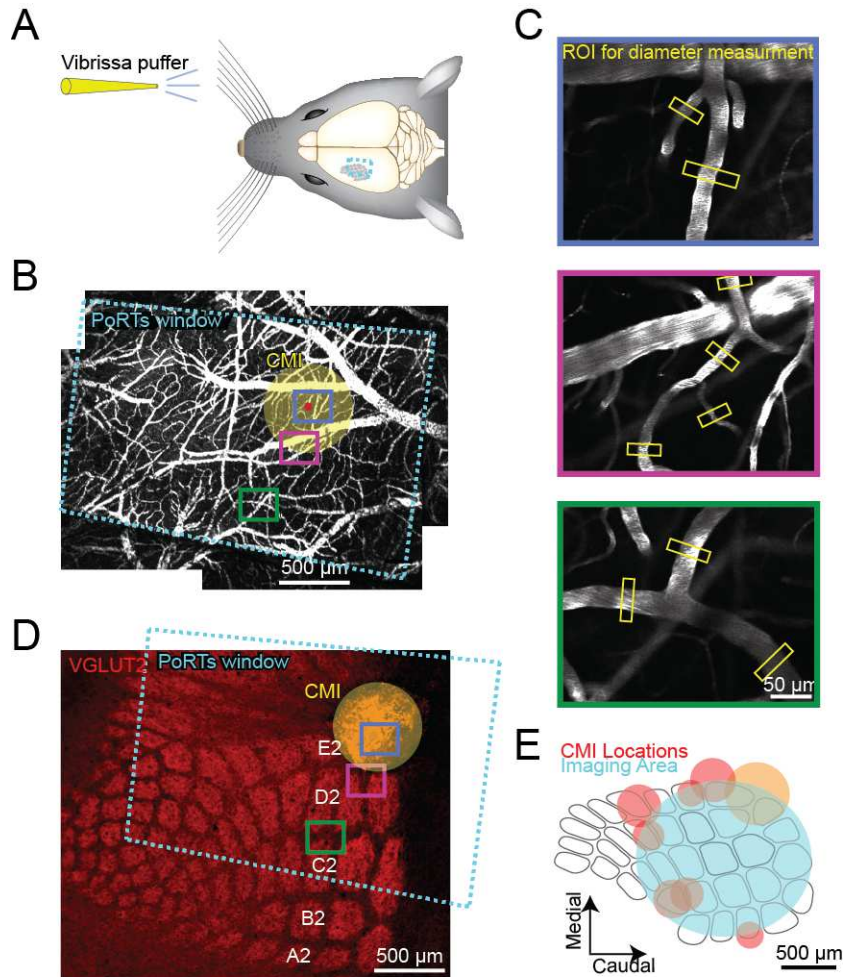 A
Vibrissa puffer
B
PoRTs window
CMI
500 µm
C
ROI for diameter measurment
50 µm
D
VGLUT2
PoRTs window
CMI
E2
D2
C2
B2
A2
500 µm
E
CMI Locations
Imaging Area
Medial
Caudal
500 µm